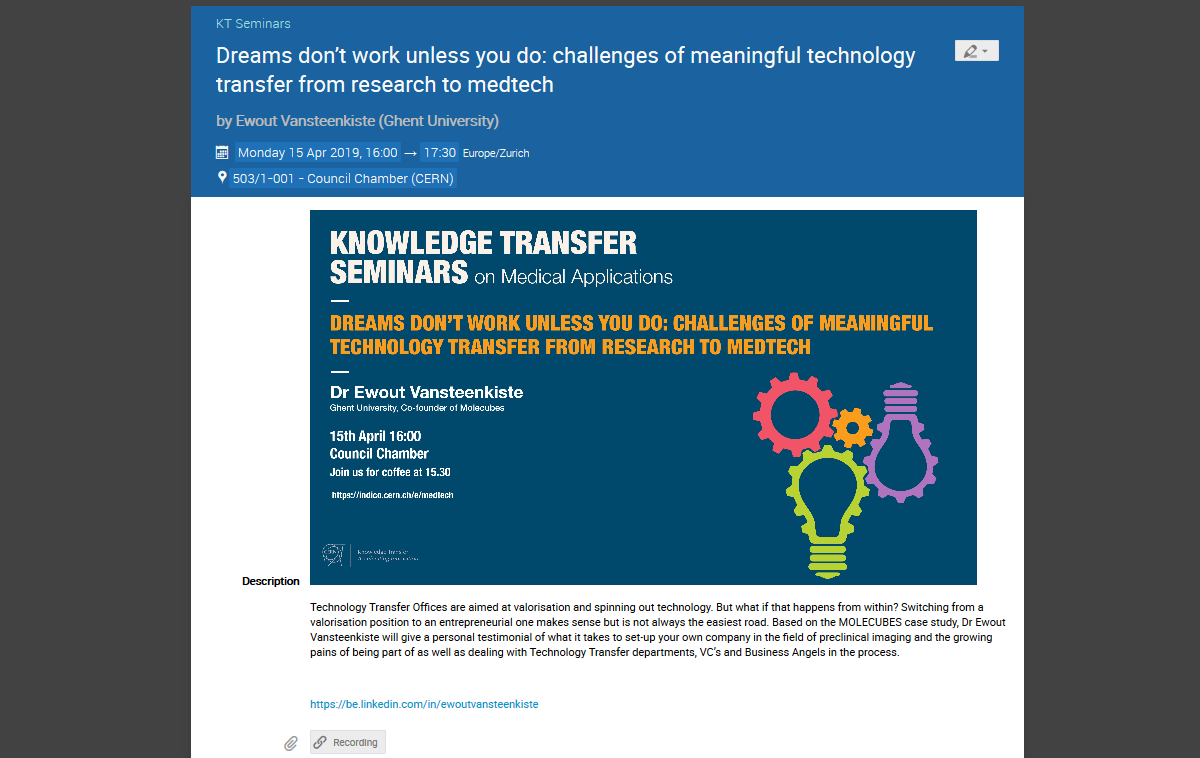 KT Seminars
Dreams don’t work unless you do: challenges of meaningful technology
transfer from research to medtech
by Ewout Vansteenkiste (Ghent University)
Monday 15 Apr 2019, 16:00 → 17:30 Europe/Zurich
503/1-001 - Council Chamber (CERN)
KNOWLEDGE TRANSFER
SEMINARS on Medical Applications
DREAMS DON’T WORK UNLESS YOU DO: CHALLENGES OF MEANINGFUL
TECHNOLOGY TRANSFER FROM RESEARCH TO MEDTECH
Dr Ewout Vansteenkiste
Ghent University, Co-founder of Molecubes
15th April 16:00
Council Chamber
Join us for coffee at 15.30
https://indico.cern.ch/e/medtech
CERN
Knowledge Transfer
Accelerating Innovation
Description
Technology Transfer Offices are aimed at valorisation and spinning out technology. But what if that happens from within? Switching from a
valorisation position to an entrepreneurial one makes sense but is not always the easiest road. Based on the MOLECUBES case study, Dr Ewout
Vansteenkiste will give a personal testimonial of what it takes to set-up your own company in the field of preclinical imaging and the growing
pains of being part of as well as dealing with Technology Transfer departments, VC’s and Business Angels in the process.
https://be.linkedin.com/in/ewoutvansteenkiste
Recording